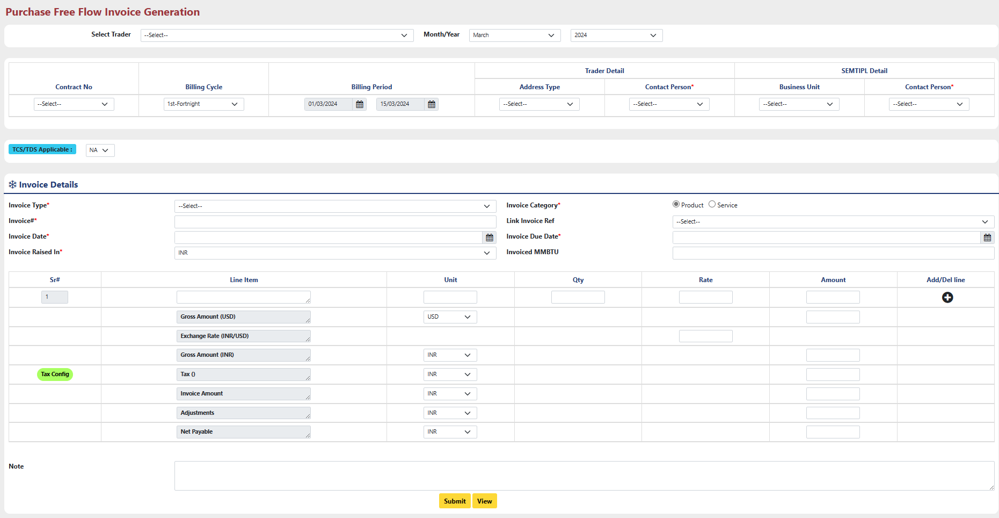 Purchase Free Flow Invoice Generation
Select Trader --Select-- Month/Year March 2024
Trader Detail SEMTIPL Detail
Contract No Billing Cycle Billing Period Address Type Contact Person* Business Unit Contact Person*
--Select-- 1st-Fortnight 01/03/2024 15/03/2024 --Select-- --Select-- --Select-- --Select--
TCS/TDS Applicable : NA
Invoice Details
Invoice Type* --Select-- Invoice Category* Product Service
Invoice#* Link Invoice Ref --Select--
Invoice Date* Invoice Due Date*
Invoice Raised In* INR Invoiced MMBTU
Sr# Line Item Unit Qty Rate Amount Add/Del line
1
Gross Amount (USD) USD
Exchange Rate (INR/USD)
Gross Amount (INR) INR
Tax Config Tax () INR
Invoice Amount INR
Adjustments INR
Net Payable INR
Note
Submit View